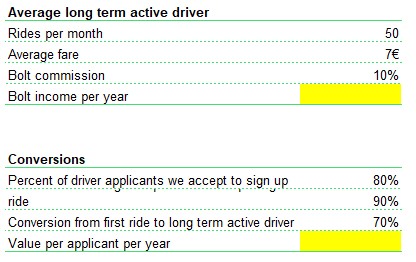 Average long term active driver
Rides per month 50
Average fare 7€
Bolt commission 10%
Bolt income per year
Conversions
Percent of driver applicants we accept to sign up 80%
ride 90%
Conversion from first ride to long term active driver 70%
Value per applicant per year